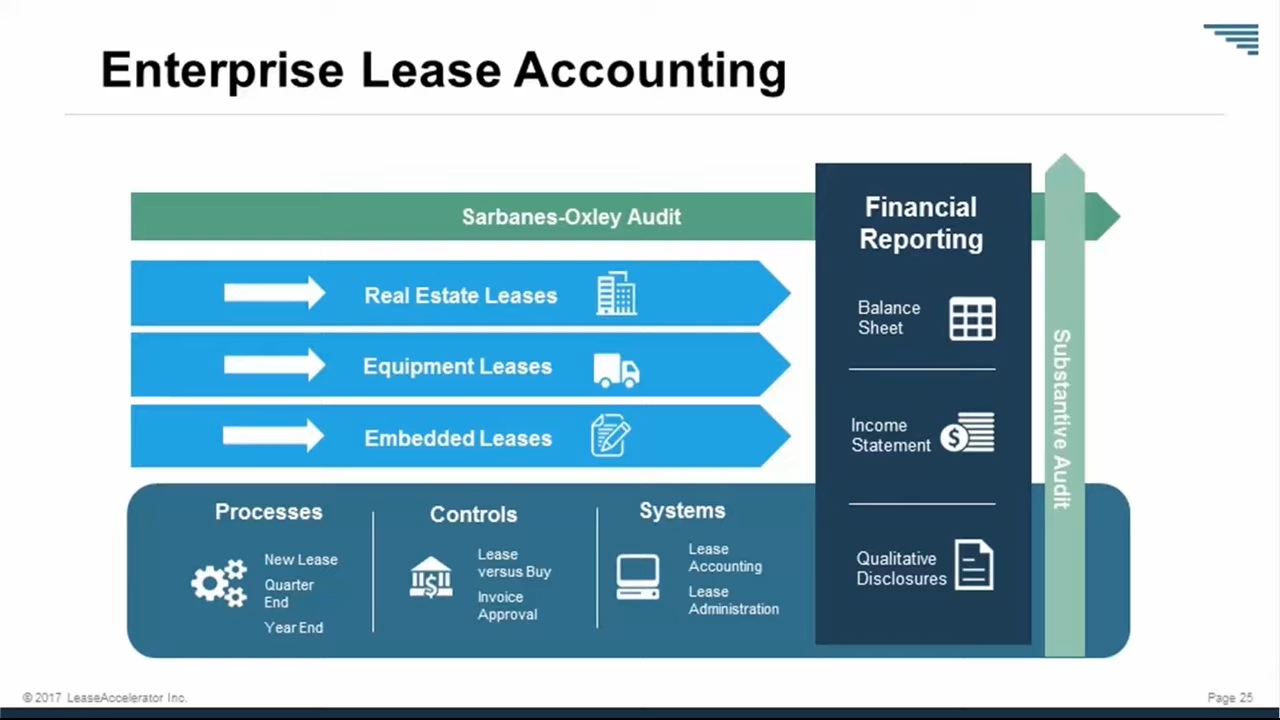 Enterprise Lease Accounting
Sarbanes-Oxley Audit
Real Estate Leases
Equipment Leases
Embedded Leases
Financial
Reporting
Balance
Sheet
Income
Statement
$
Qualitative
Disclosures
Substantive Audit
Processes
New Lease
Quarter
End
Year End
Controls
$
Lease
versus Buy
Invoice
Approval
Systems
Lease
Accounting
Lease
Administration
© 2017 LeaseAccelerator Inc.
Page 25